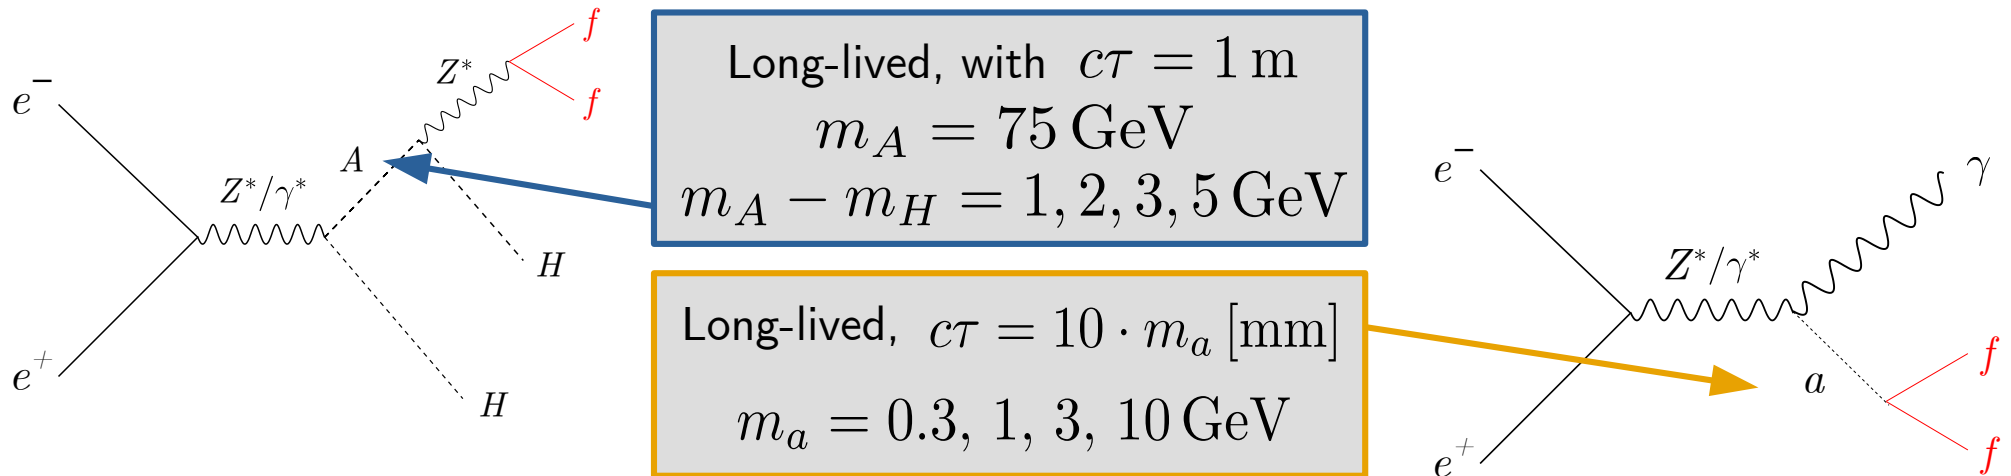 e⁻
e⁺
Z*/γ*
A
Z*
f
f
H
H
Long-lived, with cτ = 1 m
m_A = 75 GeV
m_A − m_H = 1, 2, 3, 5 GeV
Long-lived, cτ = 10 · m_a [mm]
m_a = 0.3, 1, 3, 10 GeV
e⁻
e⁺
Z*/γ*
γ
a
f
f